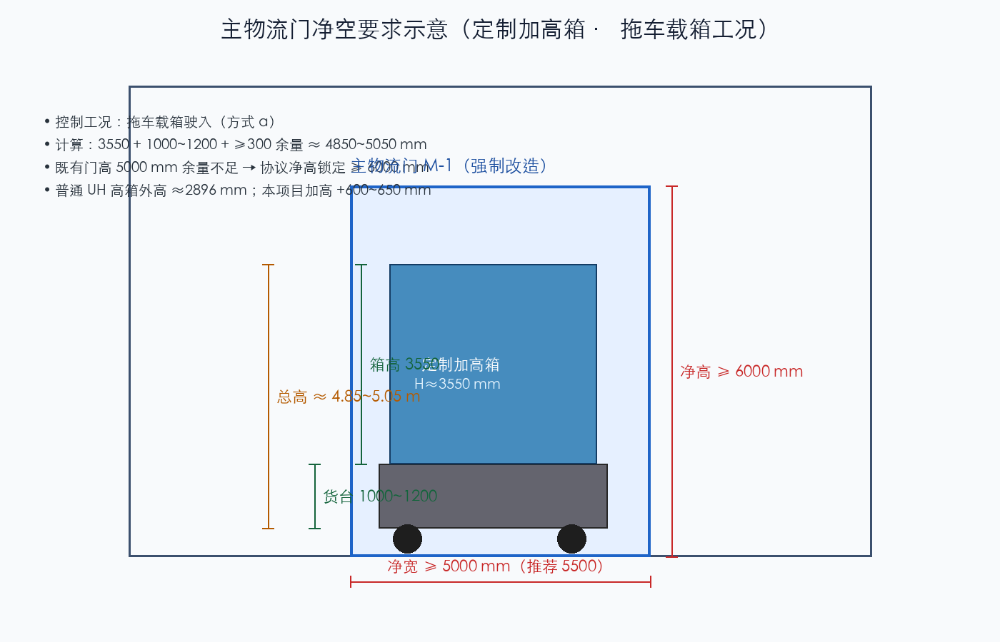 主物流门净空要求示意（定制加高箱 · 拖车载箱工况）
• 控制工况：拖车载箱驶入（方式 a）
• 计算：3550 + 1000~1200 + ≥300 余量 ≈ 4850~5050 mm
• 既有门高 5000 mm 余量不足 → 协议净高锁定 ≥ 6000 mm
主物流门 M-1（强制改造）
• 普通 UH 高箱外高 ≈2896 mm；本项目加高 +600~650 mm
箱高 3550
定制加高箱
H≈3550 mm
净高 ≥ 6000 mm
总高 ≈ 4.85~5.05 m
货台 1000~1200
净宽 ≥ 5000 mm（推荐 5500）